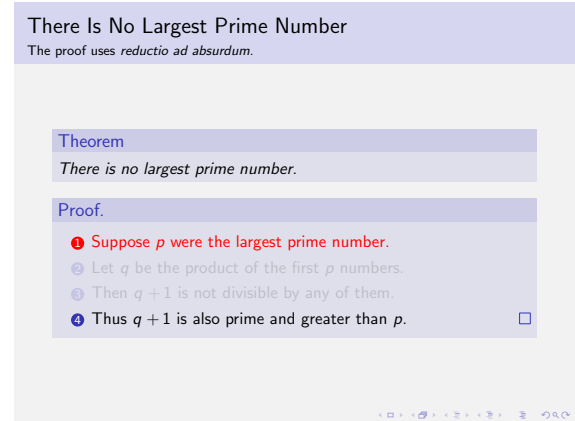 There Is No Largest Prime Number
The proof uses reductio ad absurdum.
Theorem
There is no largest prime number.
Proof.
1 Suppose p were the largest prime number.
2 Let q be the product of the first p numbers.
3 Then q + 1 is not divisible by any of them.
4 Thus q + 1 is also prime and greater than p.